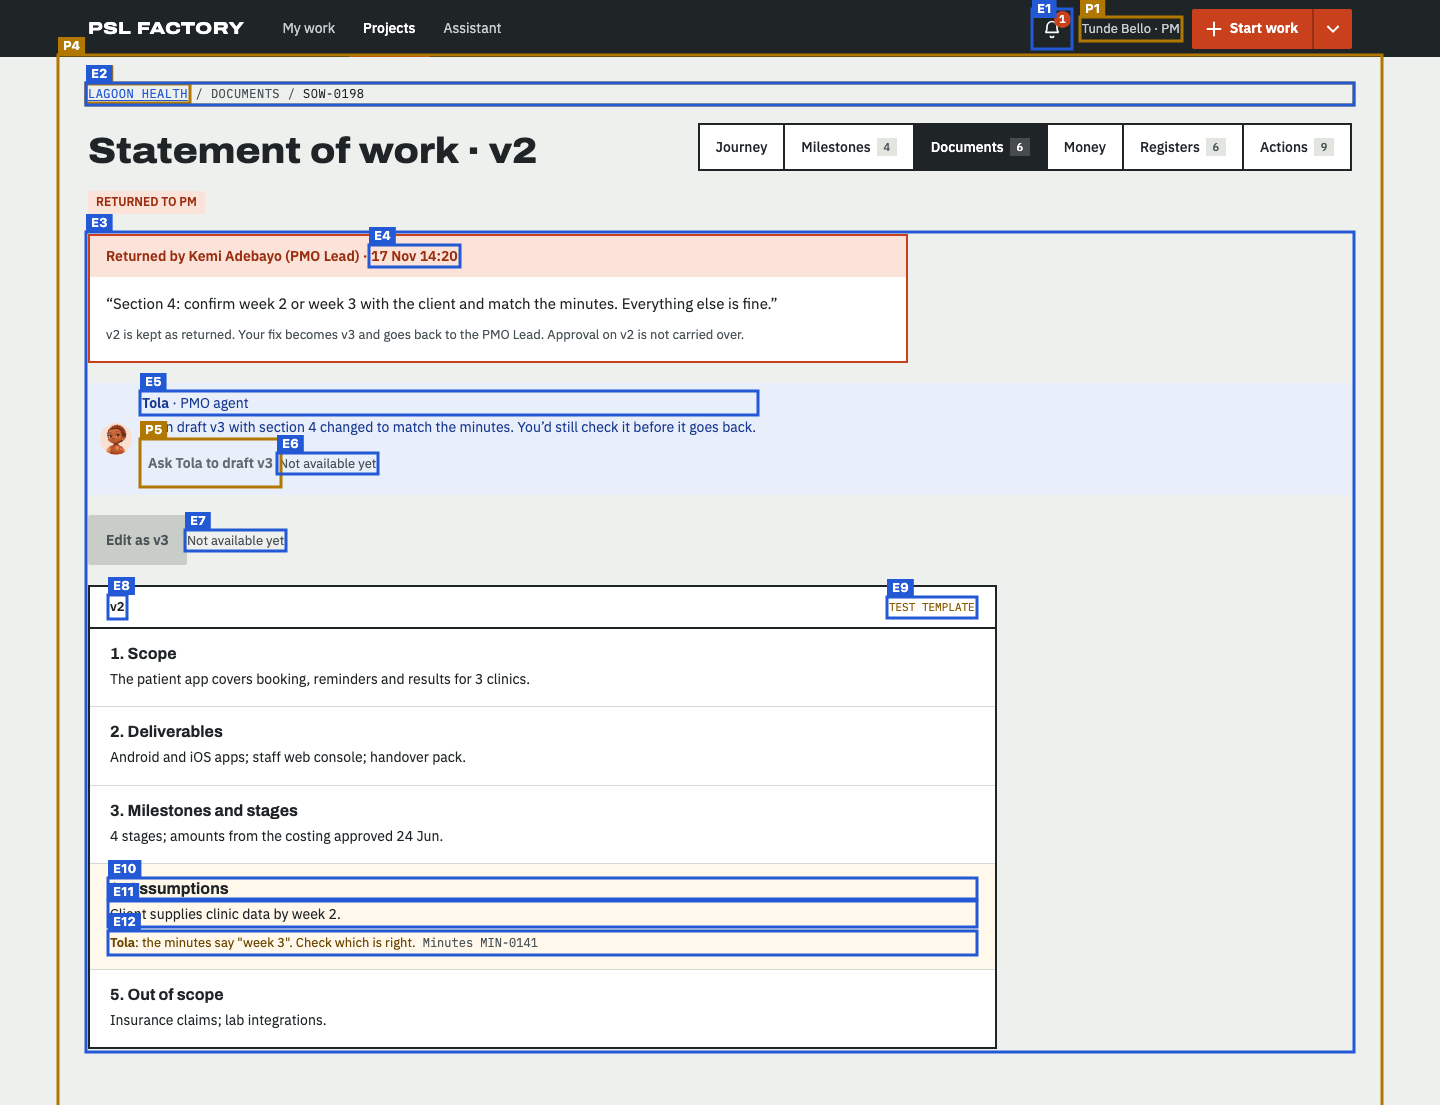 PSL FACTORY
My work
Projects
Assistant
E1
1
P1
Tunde Bello · PM
Start work
P4
E2
LAGOON HEALTH / DOCUMENTS / SOW-0198
Statement of work · v2
Journey
Milestones 4
Documents 6
Money
Registers 6
Actions 9
RETURNED TO PM
E3
E4
Returned by Kemi Adebayo (PMO Lead) · 17 Nov 14:20
“Section 4: confirm week 2 or week 3 with the client and match the minutes. Everything else is fine.”
v2 is kept as returned. Your fix becomes v3 and goes back to the PMO Lead. Approval on v2 is not carried over.
E5
Tola · PMO agent
P5
draft v3 with section 4 changed to match the minutes. You’d still check it before it goes back.
E6
Ask Tola to draft v3
Not available yet
E7
Edit as v3
Not available yet
E8
v2
E9
TEST TEMPLATE
1. Scope
The patient app covers booking, reminders and results for 3 clinics.
2. Deliverables
Android and iOS apps; staff web console; handover pack.
3. Milestones and stages
4 stages; amounts from the costing approved 24 Jun.
E10
E11
Client supplies clinic data by week 2.
E12
Tola: the minutes say "week 3". Check which is right. Minutes MIN-0141
5. Out of scope
Insurance claims; lab integrations.